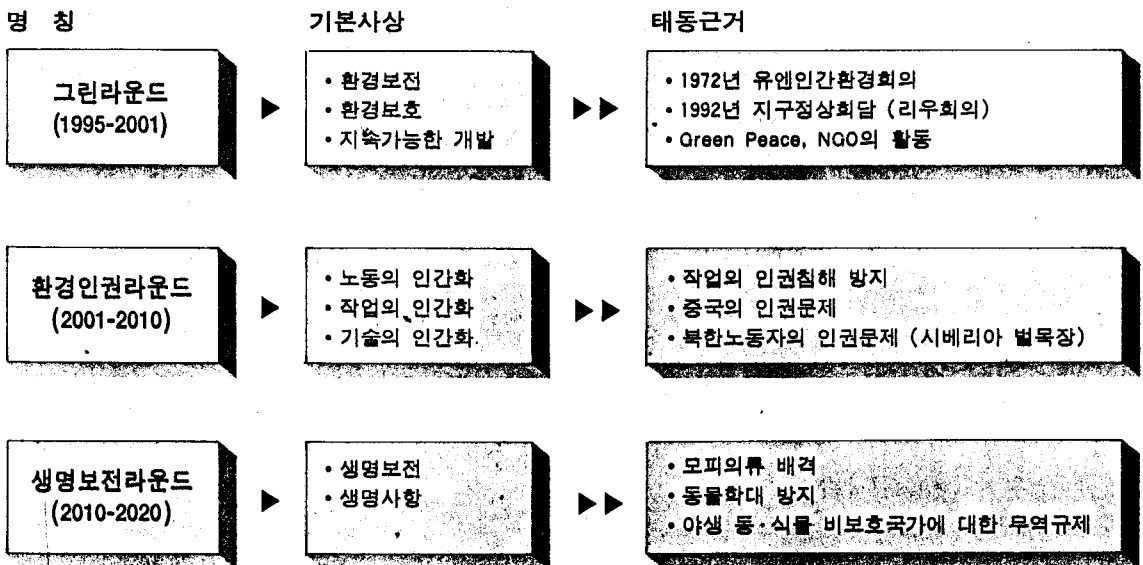 명 칭 기본사상 태동근거
그린라운드
(1995-2001)
• 환경보전
• 환경보호
• 지속가능한 개발
• 1972년 유엔인간환경회의
• 1992년 지구정상회담 (리우회의)
• Green Peace, NGO의 활동
환경인권라운드
(2001-2010)
• 노동의 인간화
• 작업의 인간화
• 기술의 인간화
• 작업의 인권침해 방지
• 중국의 인권문제
• 북한노동자의 인권문제 (시베리아 벌목장)
생명보전라운드
(2010-2020)
• 생명보전
• 생명사항
• 모피의류 배격
• 동물학대 방지
• 야생 동·식물 비보호국가에 대한 무역규제